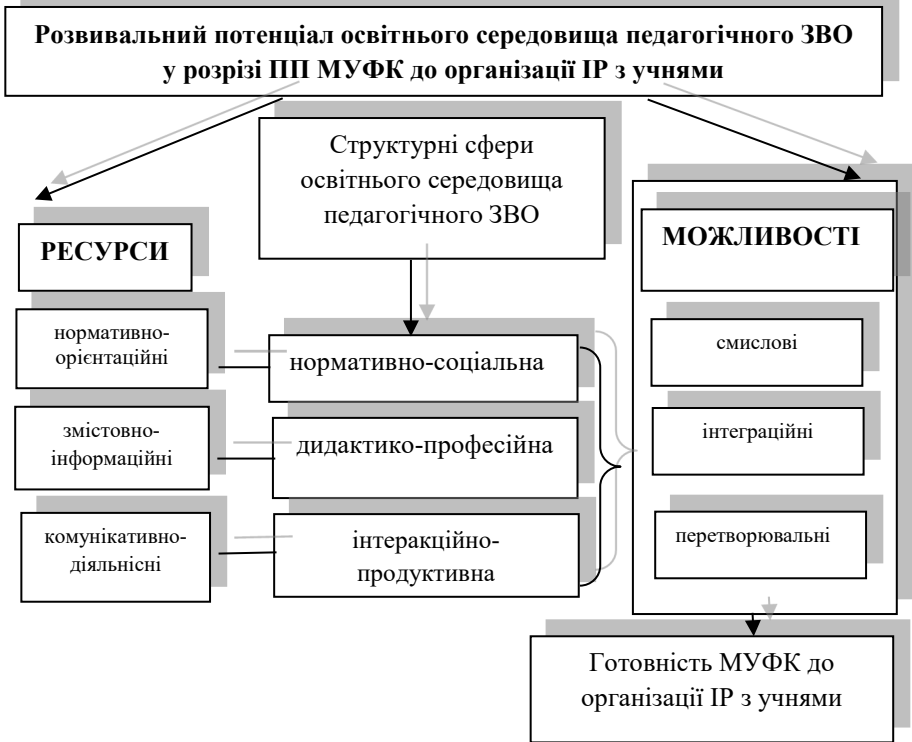 Розвивальний потенціал освітнього середовища педагогічного ЗВО
у розрізі ПП МУФК до організації ІР з учнями
Структурні сфери
освітнього середовища
педагогічного ЗВО
РЕСУРСИ
МОЖЛИВОСТІ
нормативно-
орієнтаційні
нормативно-соціальна
смислові
змістовно-
інформаційні
дидактико-професійна
інтеграційні
комунікативно-
діяльнісні
інтеракційно-
продуктивна
перетворювальні
Готовність МУФК до
організації ІР з учнями